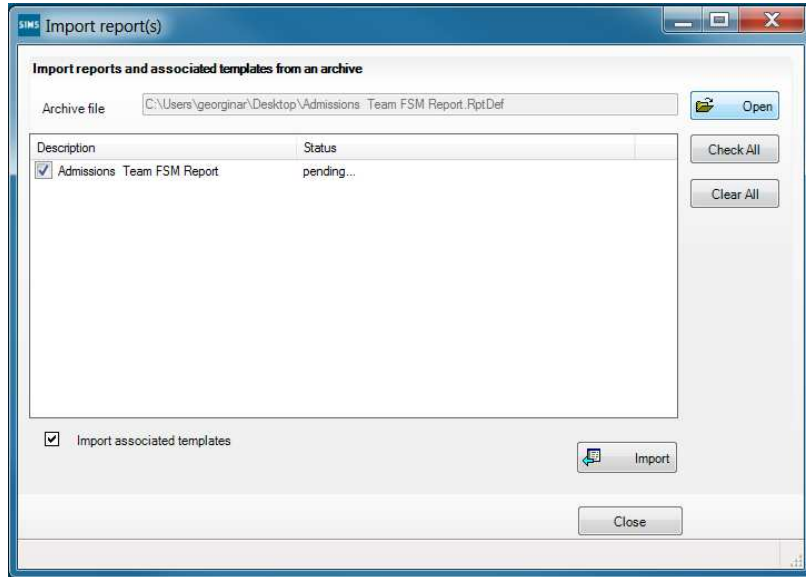 SIMS Import report(s)
Import reports and associated templates from an archive
Archive file C:\Users\georginar\Desktop\Admissions Team FSM Report.RptDef Open
Description Status Check All
Admissions Team FSM Report pending...
Clear All
Import associated templates
Import
Close